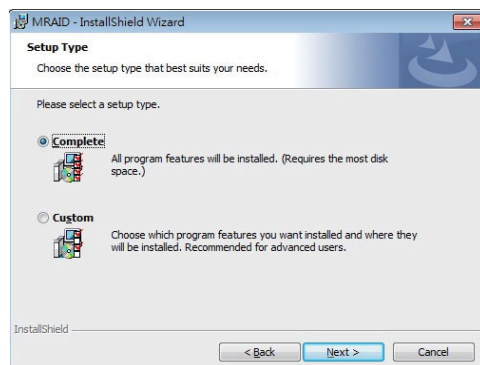 MRAID - InstallShield Wizard
Setup Type
Choose the setup type that best suits your needs.
Please select a setup type.
Complete
All program features will be installed. (Requires the most disk
space.)
Custom
Choose which program features you want installed and where they
will be installed. Recommended for advanced users.
InstallShield
< Back
Next >
Cancel